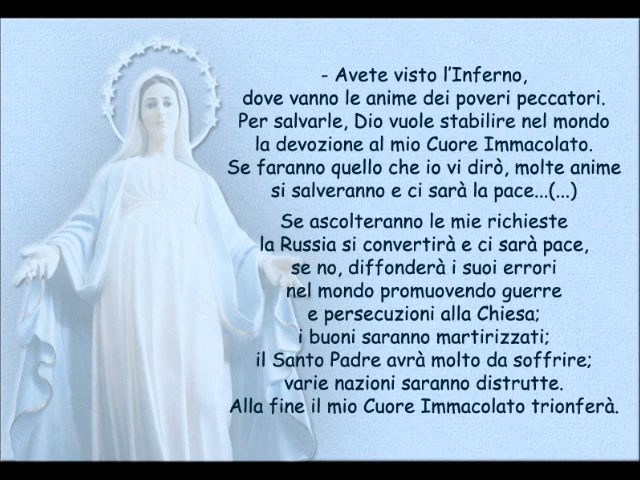 - Avete visto l'Inferno,
dove vanno le anime dei poveri peccatori.
Per salvarle, Dio vuole stabilire nel mondo
la devozione al mio Cuore Immacolato.
Se faranno quello che io vi dirò, molte anime
si salveranno e ci sarà la pace...(...)
Se ascolteranno le mie richieste
la Russia si convertirà e ci sarà pace,
se no, diffonderà i suoi errori
nel mondo promuovendo guerre
e persecuzioni alla Chiesa;
i buoni saranno martirizzati;
il Santo Padre avrà molto da soffrire;
varie nazioni saranno distrutte.
Alla fine il mio Cuore Immacolato trionferà.